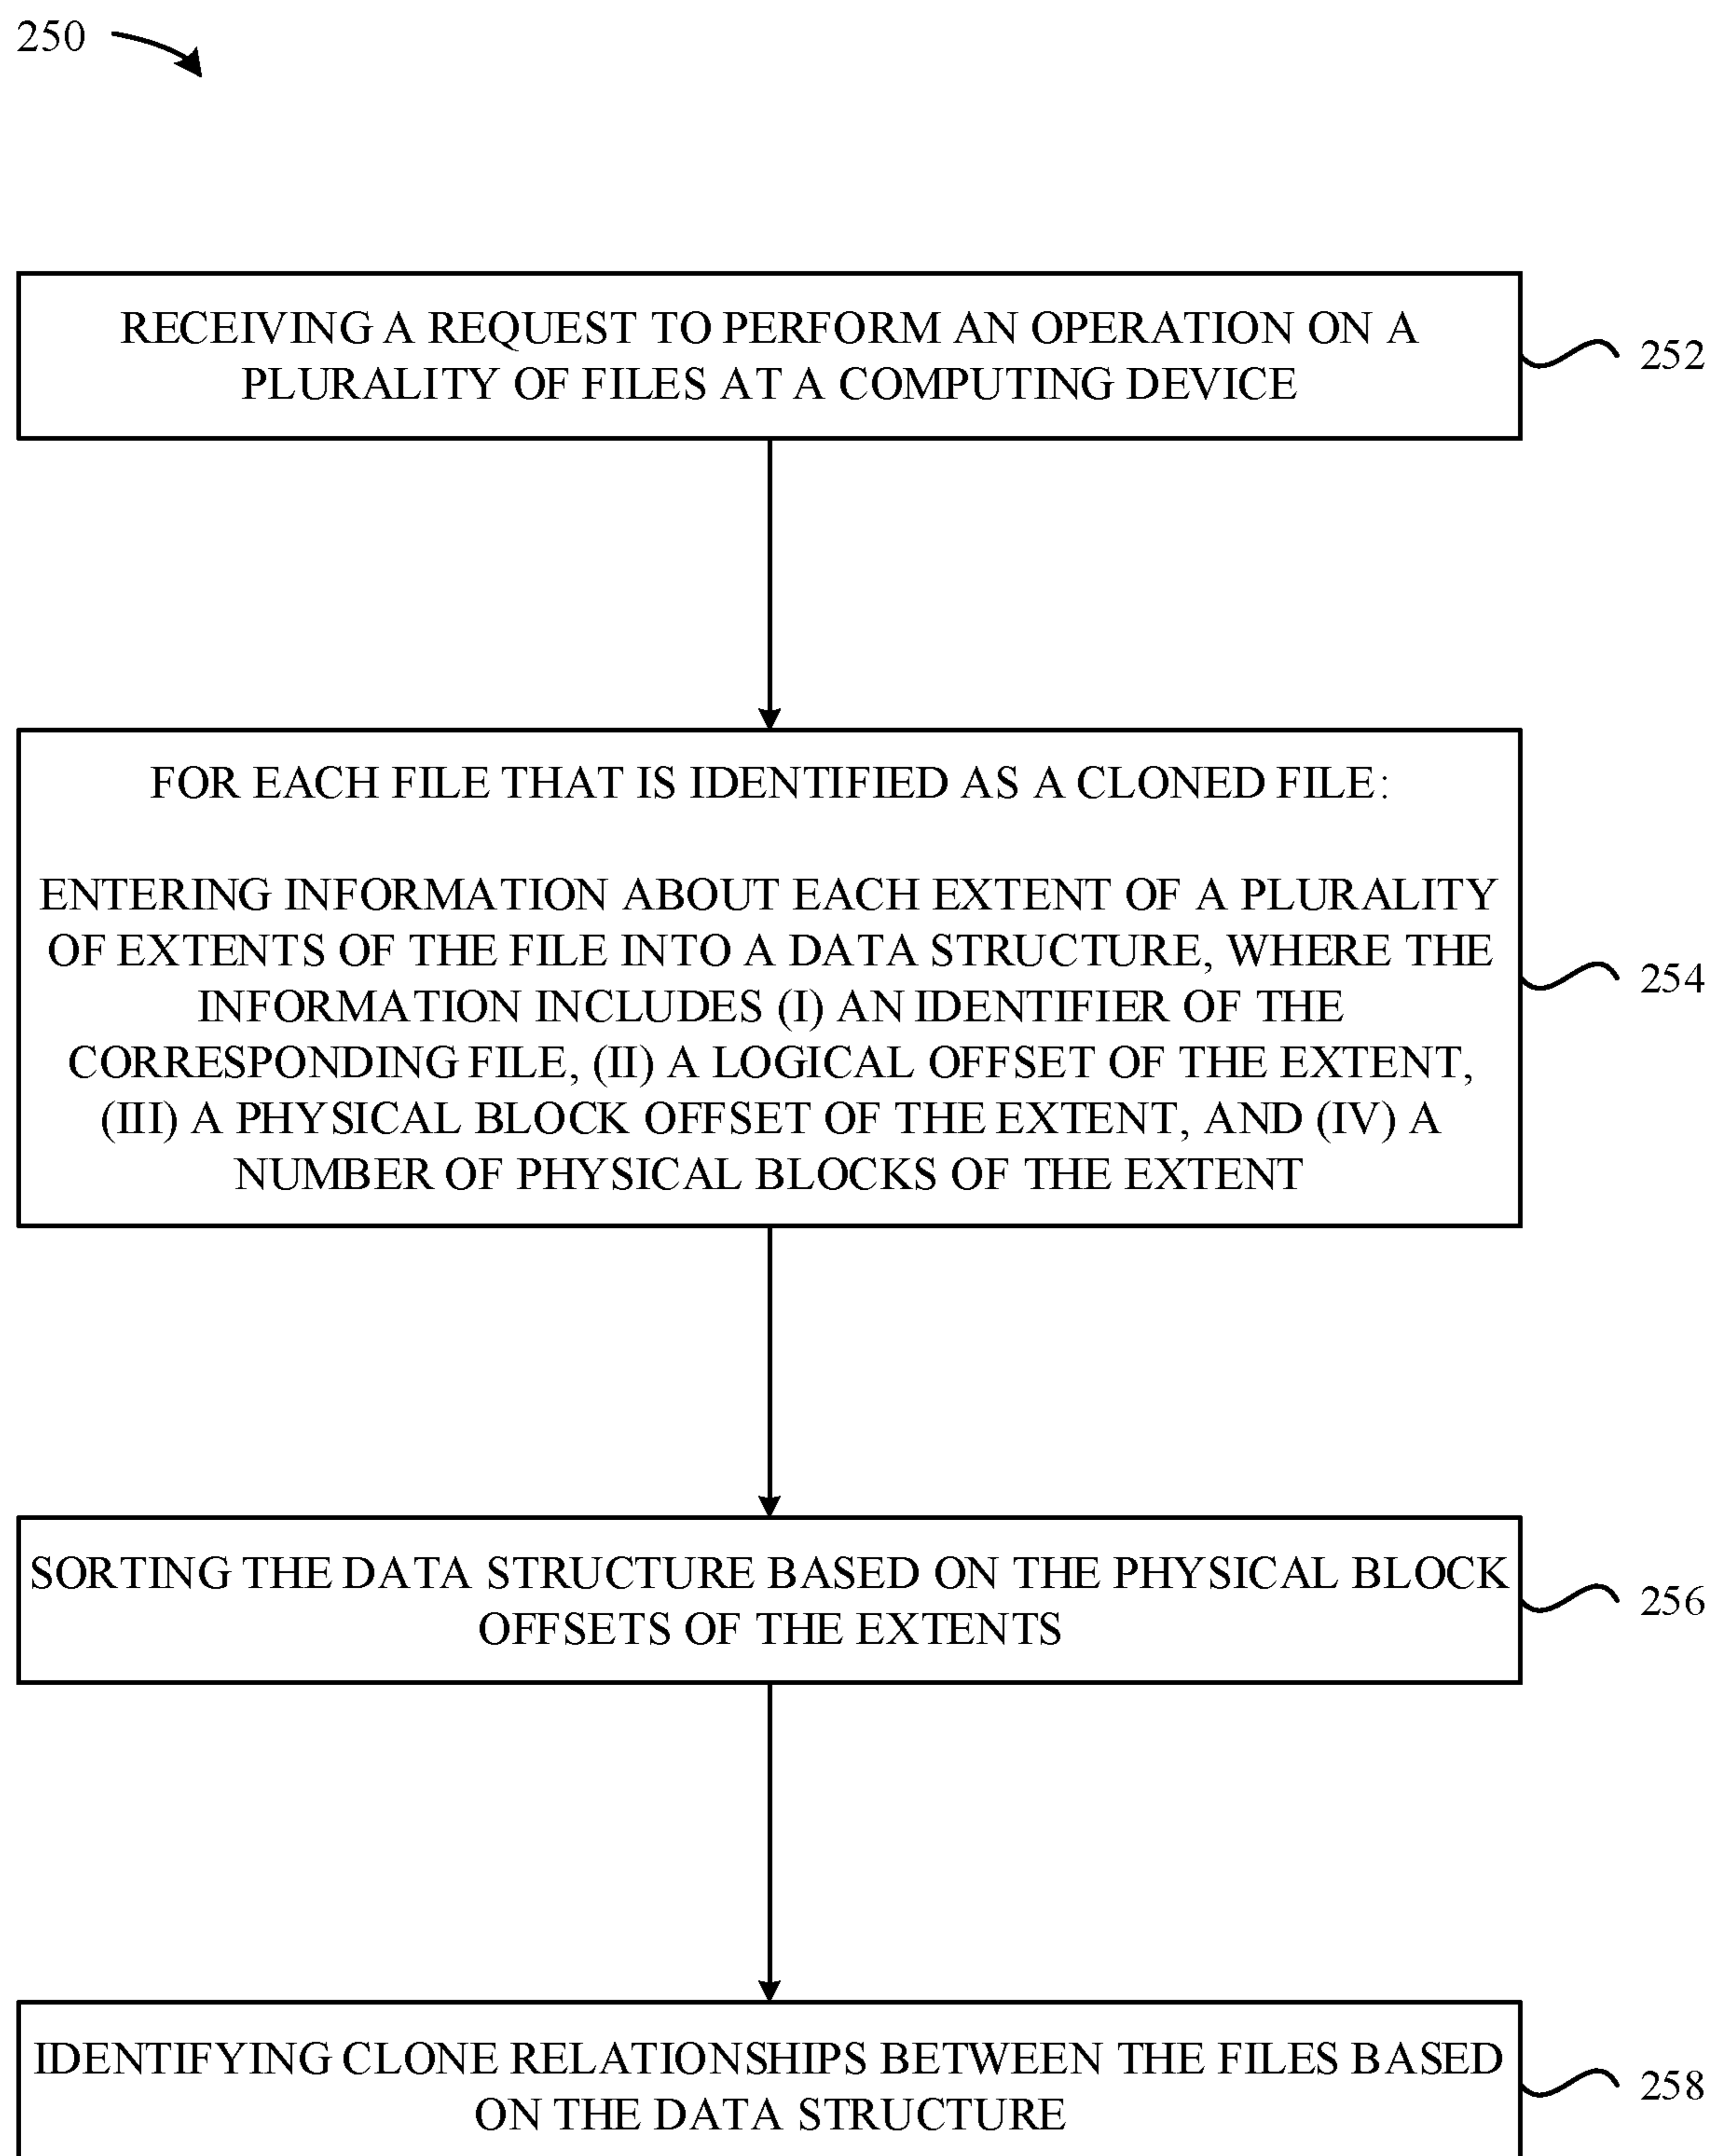 250
RECEIVING A REQUEST TO PERFORM AN OPERATION ON A
PLURALITY OF FILES AT A COMPUTING DEVICE
252
FOR EACH FILE THAT IS IDENTIFIED AS A CLONED FILE:
ENTERING INFORMATION ABOUT EACH EXTENT OF A PLURALITY
OF EXTENTS OF THE FILE INTO A DATA STRUCTURE, WHERE THE
INFORMATION INCLUDES (I) AN IDENTIFIER OF THE
CORRESPONDING FILE, (II) A LOGICAL OFFSET OF THE EXTENT,
(III) A PHYSICAL BLOCK OFFSET OF THE EXTENT, AND (IV) A
NUMBER OF PHYSICAL BLOCKS OF THE EXTENT
254
SORTING THE DATA STRUCTURE BASED ON THE PHYSICAL BLOCK
OFFSETS OF THE EXTENTS
256
IDENTIFYING CLONE RELATIONSHIPS BETWEEN THE FILES BASED
ON THE DATA STRUCTURE
258